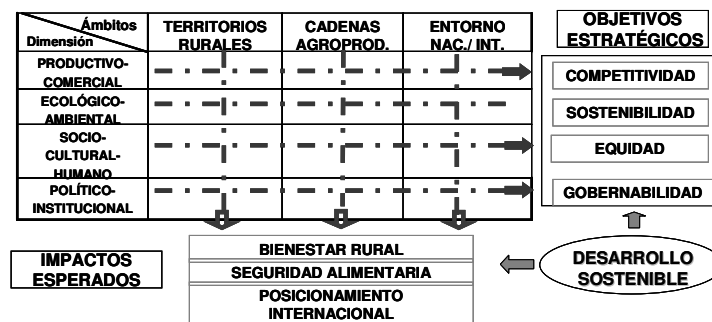 Ámbitos
Dimensión
TERRITORIOS
RURALES
CADENAS
AGROPROD.
ENTORNO
NAC./ INT.
OBJETIVOS
ESTRATÉGICOS
PRODUCTIVO-
COMERCIAL
ECOLÓGICO-
AMBIENTAL
SOCIO-
CULTURAL-
HUMANO
POLÍTICO-
INSTITUCIONAL
COMPETITIVIDAD
SOSTENIBILIDAD
EQUIDAD
GOBERNABILIDAD
IMPACTOS
ESPERADOS
BIENESTAR RURAL
SEGURIDAD ALIMENTARIA
POSICIONAMIENTO
INTERNACIONAL
DESARROLLO
SOSTENIBLE